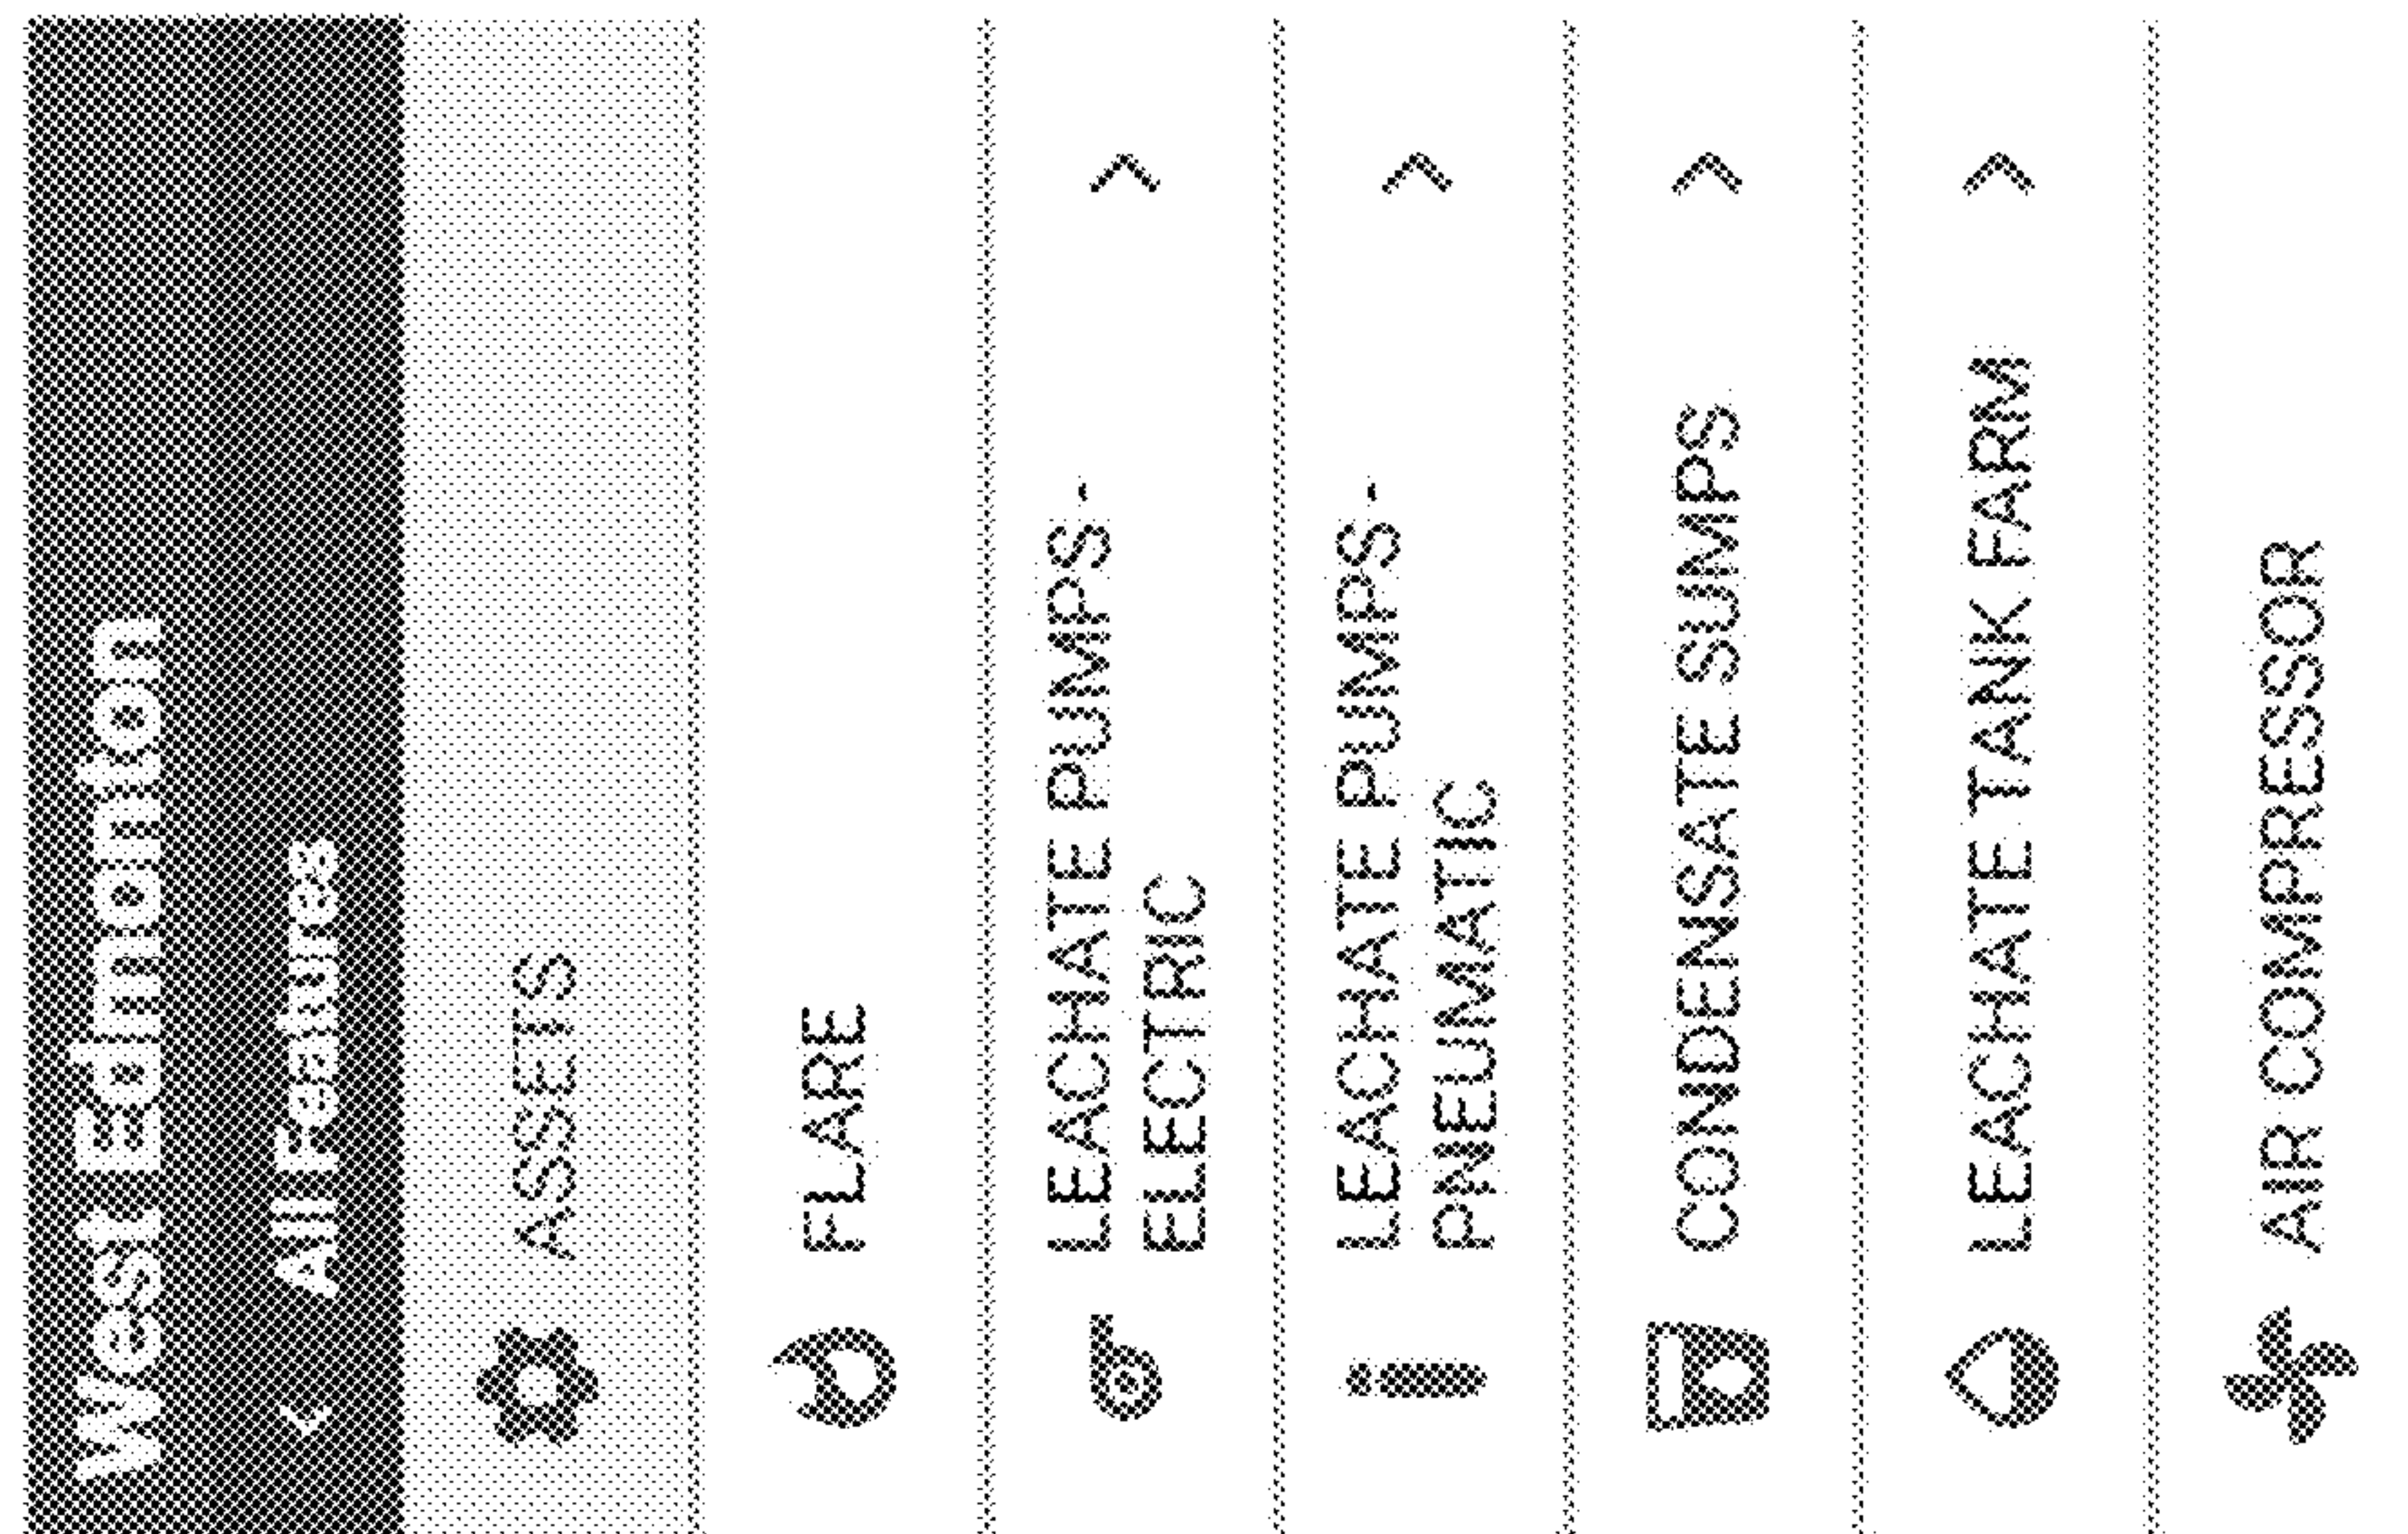 West Edmonton
All Features
ASSETS
FLARE
LEACHATE PUMPS -
ELECTRIC
LEACHATE PUMPS -
PNEUMATIC
CONDENSATE SUMPS
LEACHATE TANK FARM
AIR COMPRESSOR